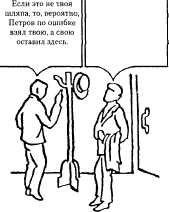 Если это не твоя
шляпа, то, вероятно,
Петров по ошибке
взял твою, а свою
оставил здесь.